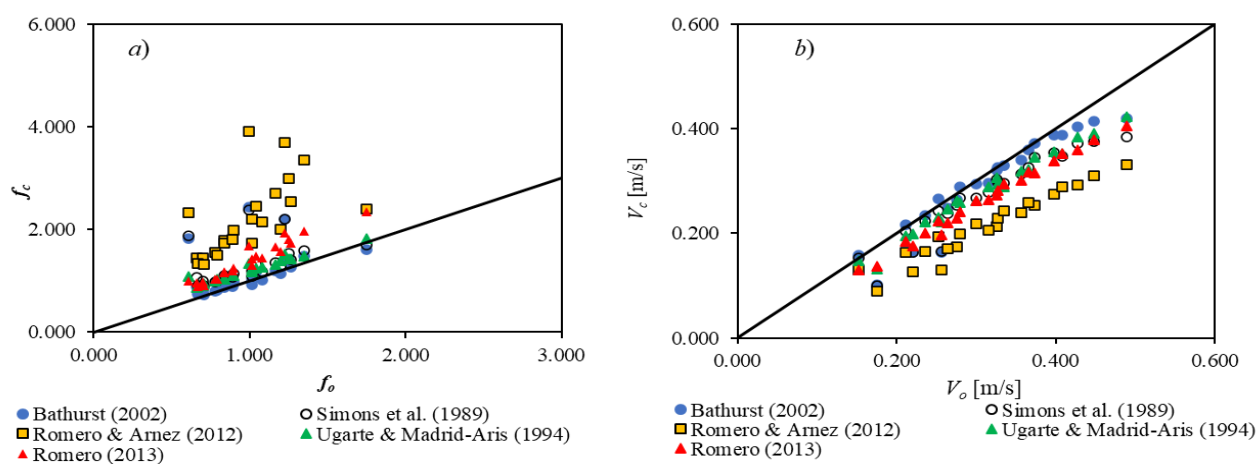 a)
6.000
4.000
2.000
0.000
f_c
0.000 1.000 2.000 3.000
f_o
Bathurst (2002) Simons et al. (1989)
Romero & Arnez (2012) Ugarte & Madrid-Aris (1994)
Romero (2013)
b)
0.600
0.400
0.200
0.000
V_c [m/s]
0.000 0.200 0.400 0.600
V_o [m/s]
Bathurst (2002) Simons et al. (1989)
Romero & Arnez (2012) Ugarte & Madrid-Aris (1994)
Romero (2013)